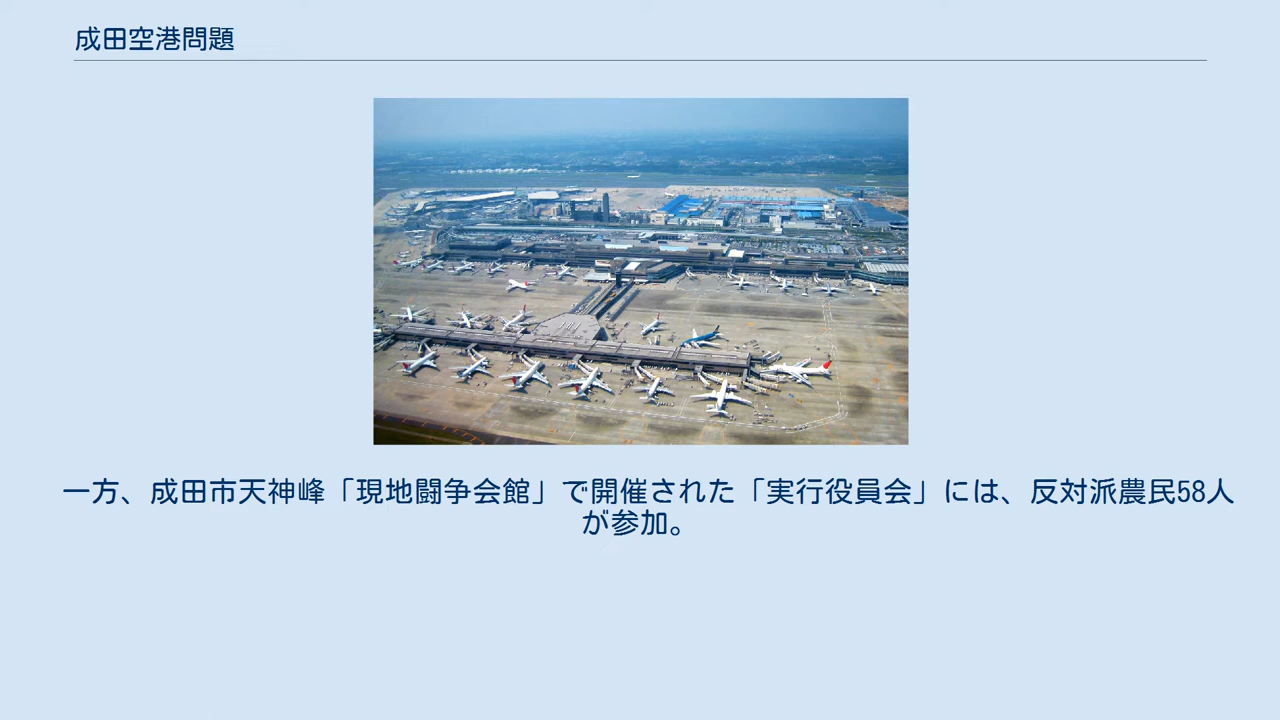 成田空港問題
一方、成田市天神峰「現地闘争会館」で開催された「実行役員会」には、反対派農民58人
が参加。